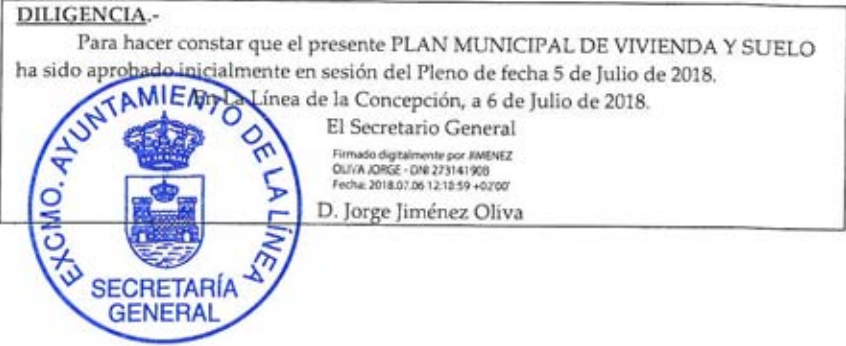 DILIGENCIA.-
Para hacer constar que el presente PLAN MUNICIPAL DE VIVIENDA Y SUELO
ha sido aprobado inicialmente en sesión del Pleno de fecha 5 de Julio de 2018.
En La Línea de la Concepción, a 6 de Julio de 2018.
El Secretario General
Firmado digitalmente por JIMENEZ
OLIVA JORGE - DNI 27314190B
Fecha: 2018.07.06 12:18:59 +02'00'
D. Jorge Jiménez Oliva
EXCMO. AYUNTAMIENTO DE LA LÍNEA
SECRETARÍA
GENERAL